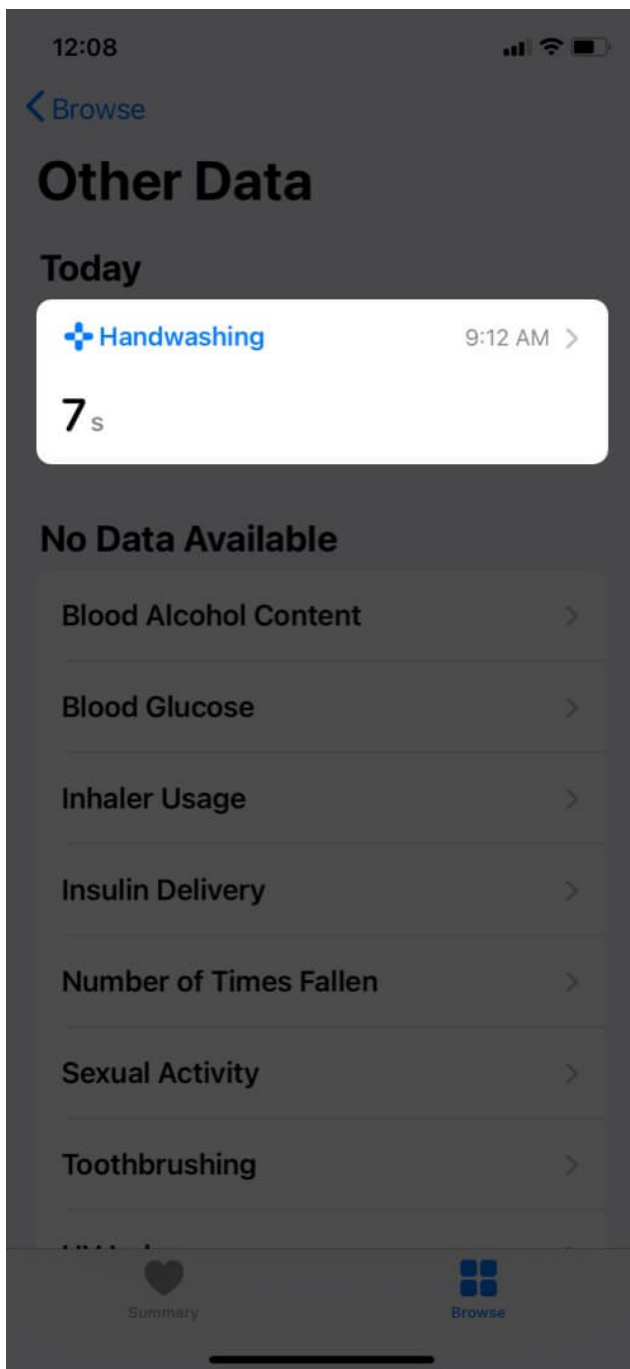 12:08
Browse
Other Data
Today
Handwashing 9:12 AM
7 s
No Data Available
Blood Alcohol Content
Blood Glucose
Inhaler Usage
Insulin Delivery
Number of Times Fallen
Sexual Activity
Toothbrushing
Summary Browse